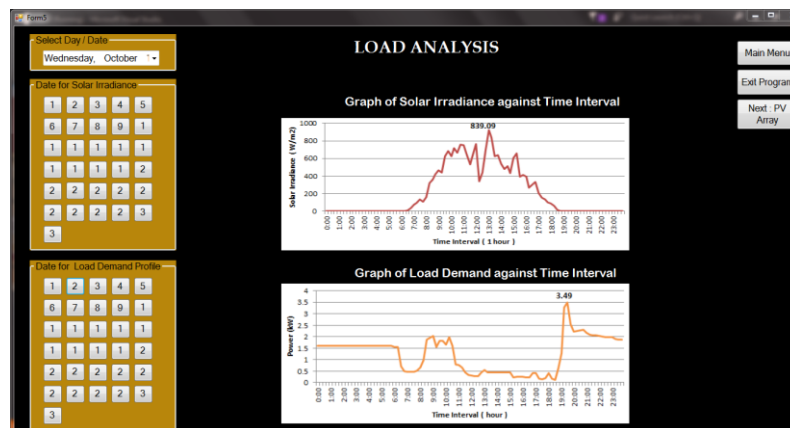 Form5
Select Day / Date
Wednesday, October 1
LOAD ANALYSIS
Main Menu
Exit Program
Next : PV
Array
Date for Solar Irradiance
1 2 3 4 5
6 7 8 9 1
1 1 1 1 1
1 1 1 1 2
2 2 2 2 2
2 2 2 2 3
3
Graph of Solar Irradiance against Time Interval
839.09
Solar Irradiance ( W/m2)
1000
800
600
400
200
0
0:00 1:00 2:00 3:00 4:00 5:00 6:00 7:00 8:00 9:00 10:00 11:00 12:00 13:00 14:00 15:00 16:00 17:00 18:00 19:00 20:00 21:00 22:00 23:00
Time Interval ( 1 hour )
Date for Load Demand Profile
1 2 3 4 5
6 7 8 9 1
1 1 1 1 1
1 1 1 1 2
2 2 2 2 2
2 2 2 2 3
3
Graph of Load Demand against Time Interval
3.49
Power (kW)
4
3.5
3
2.5
2
1.5
1
0.5
0
0:00 1:00 2:00 3:00 4:00 5:00 6:00 7:00 8:00 9:00 10:00 11:00 12:00 13:00 14:00 15:00 16:00 17:00 18:00 19:00 20:00 21:00 22:00 23:00
Time Interval ( hour )